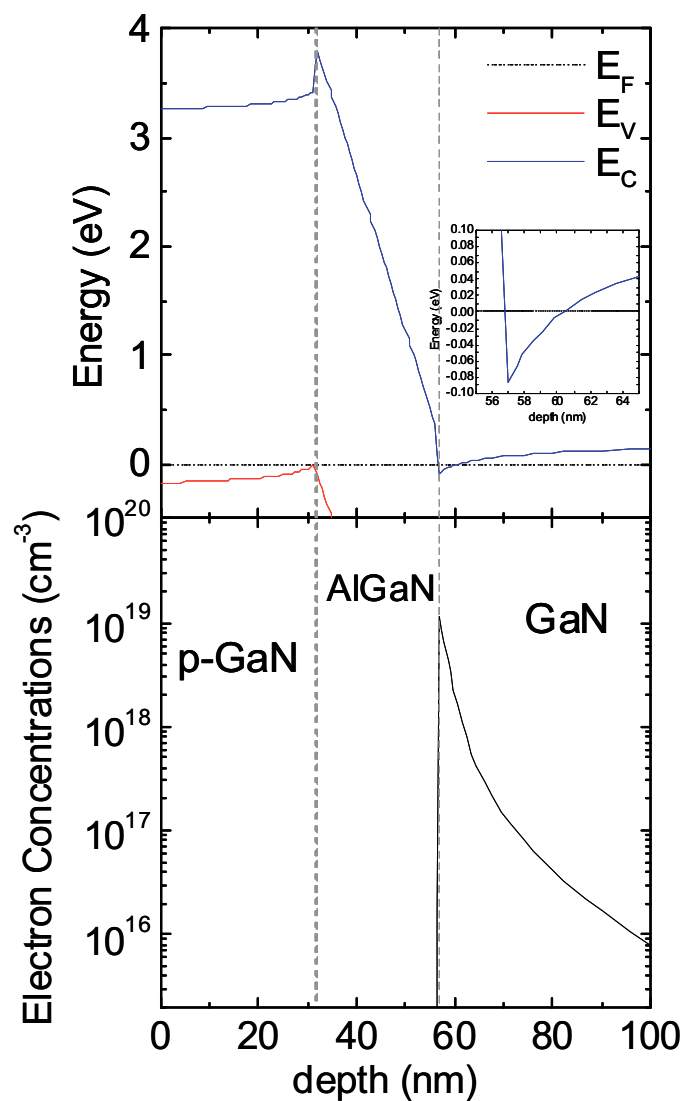 4
3
2
1
0
Energy (eV)
E_F
E_V
E_C
0.10
0.08
0.06
0.04
0.02
0.00
-0.02
-0.04
-0.06
-0.08
-0.10
Energy (eV)
56 58 60 62 64
depth (nm)
10^20
10^19
10^18
10^17
10^16
Electron Concentrations (cm^-3)
AlGaN
GaN
p-GaN
0 20 40 60 80 100
depth (nm)